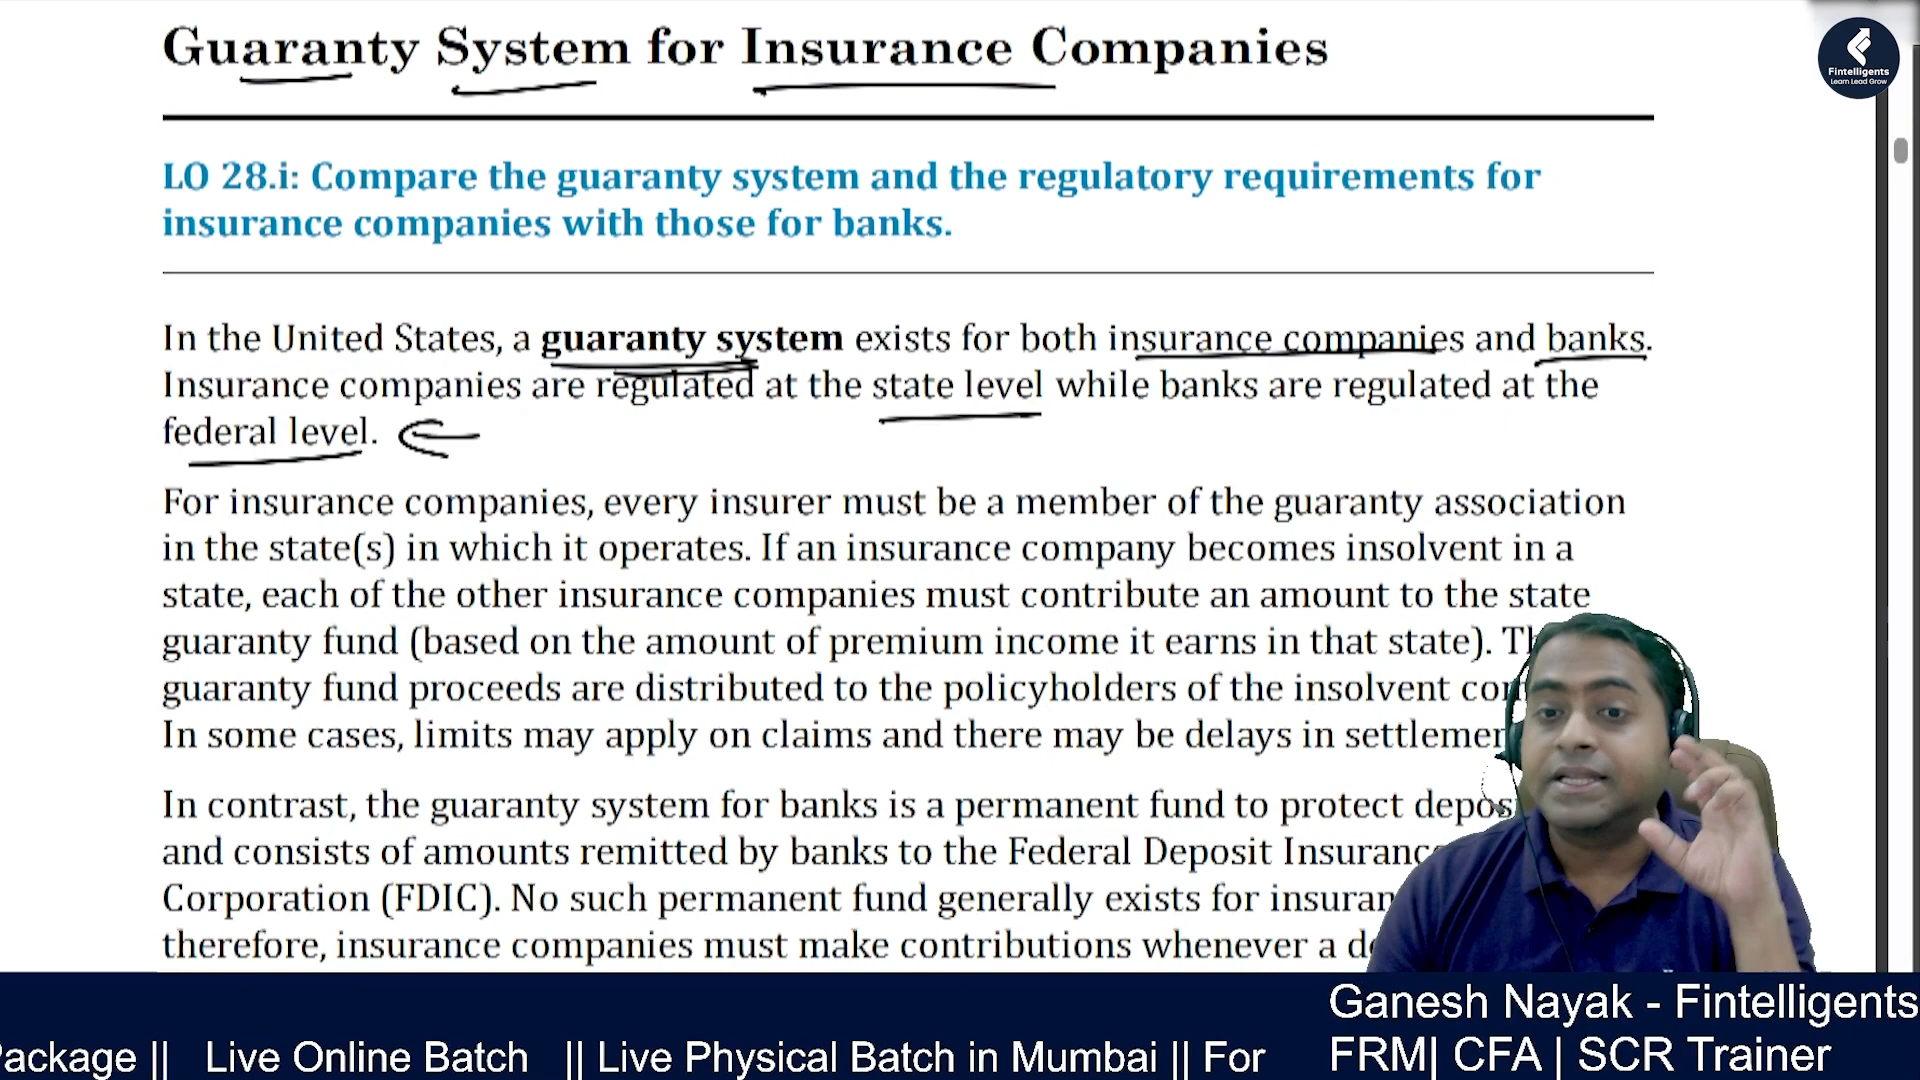 Guaranty System for Insurance Companies
Fintelligents
Learn Lead Grow
LO 28.i: Compare the guaranty system and the regulatory requirements for
insurance companies with those for banks.
In the United States, a guaranty system exists for both insurance companies and banks.
Insurance companies are regulated at the state level while banks are regulated at the
federal level.
For insurance companies, every insurer must be a member of the guaranty association
in the state(s) in which it operates. If an insurance company becomes insolvent in a
state, each of the other insurance companies must contribute an amount to the state
guaranty fund (based on the amount of premium income it earns in that state).
guaranty fund proceeds are distributed to the policyholders of the insolvent
In some cases, limits may apply on claims and there may be delays in
In contrast, the guaranty system for banks is a permanent fund to protect
and consists of amounts remitted by banks to the Federal Deposit
Corporation (FDIC). No such permanent fund generally exists for
therefore, insurance companies must make contributions whenever a
Ganesh Nayak - Fintelligents
Package || Live Online Batch || Live Physical Batch in Mumbai || For
FRM| CFA | SCR Trainer